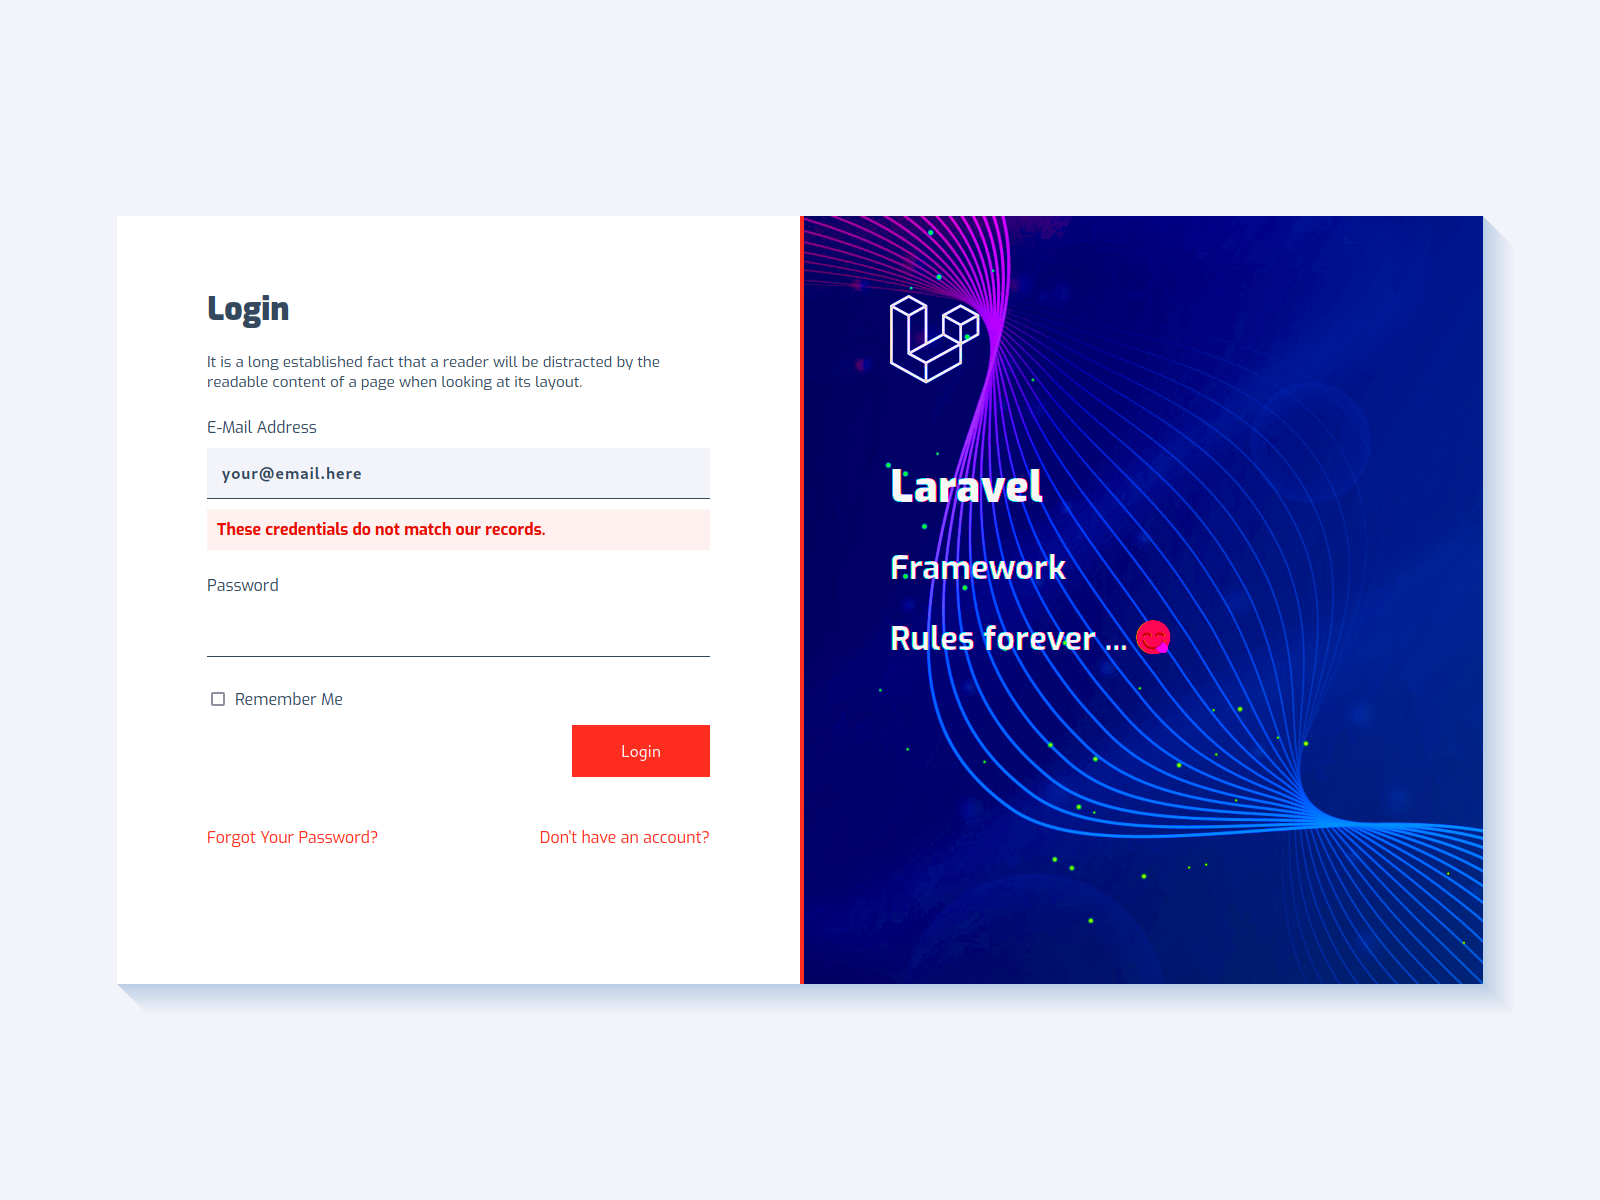 Login
It is a long established fact that a reader will be distracted by the
readable content of a page when looking at its layout.
E-Mail Address
your@email.here
These credentials do not match our records.
Password
Remember Me
Login
Forgot Your Password?
Don't have an account?
Laravel
Framework
Rules forever ... 😋